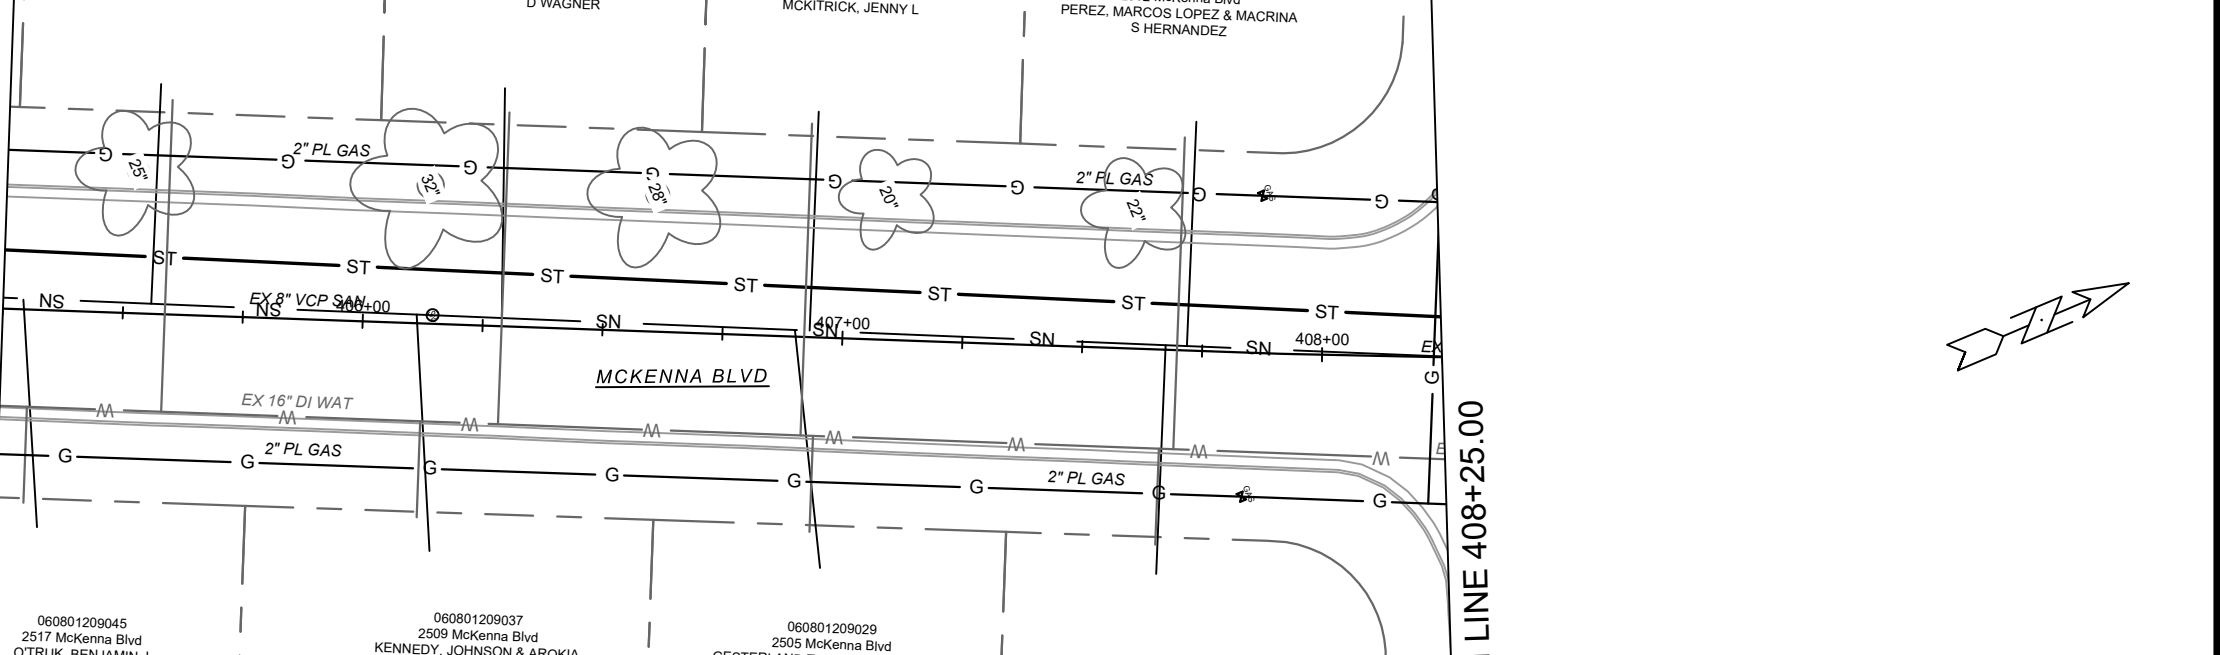 D WAGNER
MCKITRICK, JENNY L
PEREZ, MARCOS LOPEZ & MACRINA
S HERNANDEZ
G 2" PL GAS G G G G G 2" PL GAS G G
25"
32"
28"
20"
22"
ST ST ST ST ST ST ST
EX 8" VCP SAN
SN SN SN SN SN SN
406+00
407+00
408+00
EX
MCKENNA BLVD
G
EX 16" DI WAT
W W W W W W W W
2" PL GAS
G G G G G G G G
2" PL GAS
LINE 408+25.00
060801209045
2517 McKenna Blvd
060801209037
2509 McKenna Blvd
KENNEDY, JOHNSON & AROKIA
060801209029
2505 McKenna Blvd